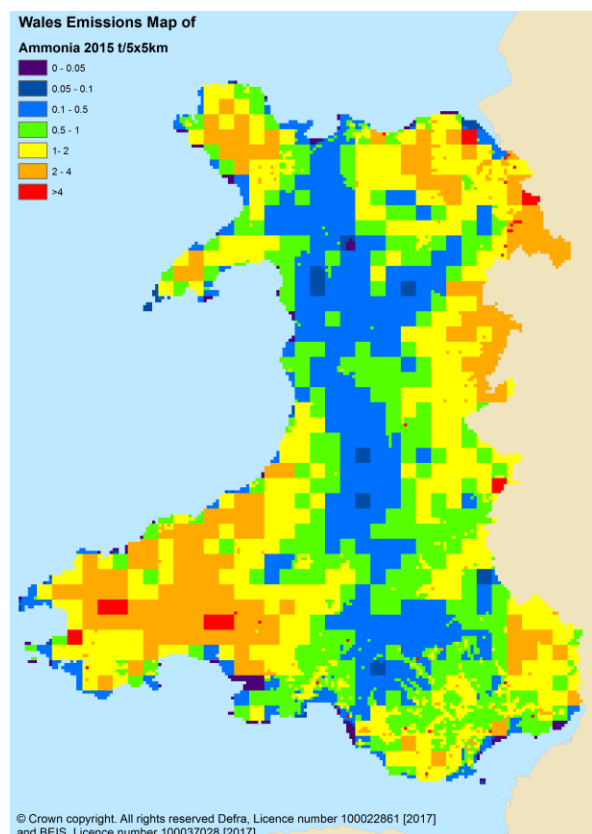 Wales Emissions Map of
Ammonia 2015 t/5x5km
0 - 0.05
0.05 - 0.1
0.1 - 0.5
0.5 - 1
1- 2
2 - 4
>4
© Crown copyright. All rights reserved Defra, Licence number 100022861 [2017]
and BEIS, Licence number 100037028 [2017]